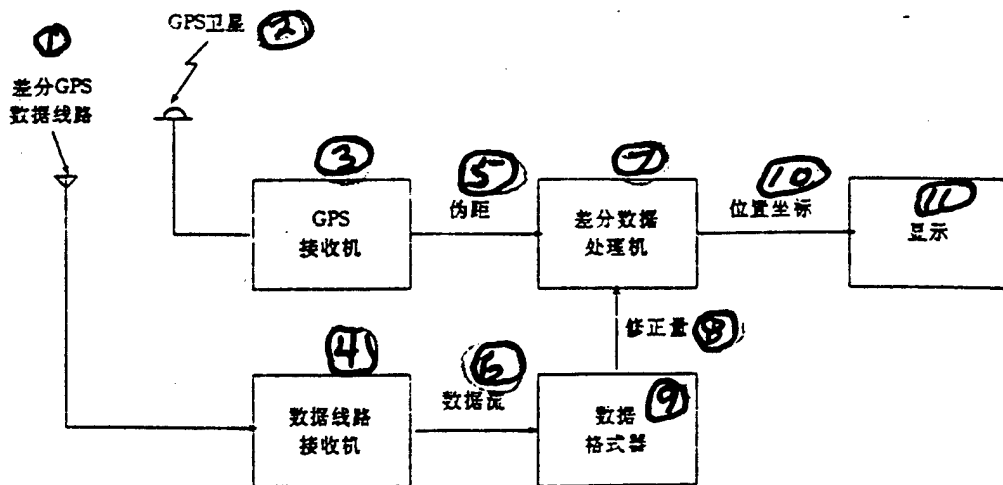 ①
GPS卫星 ②
差分GPS
数据线路
③
GPS
接收机
⑤
伪距
⑦
差分数据
处理机
⑩
位置坐标
⑪
显示
修正量 ⑧
④
数据线路
接收机
⑥
数据流
数据 ⑨
格式器